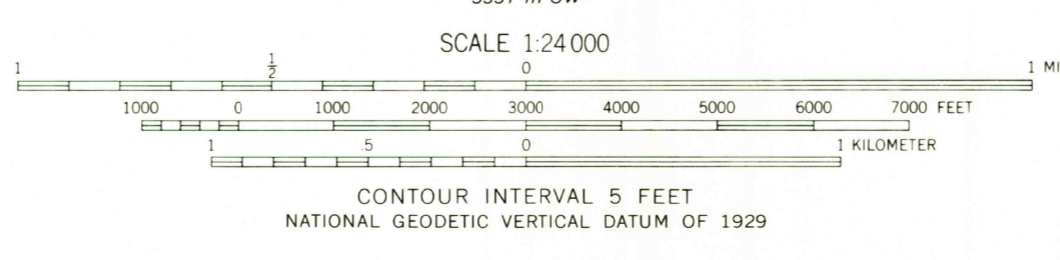 SCALE 1:24 000
1 1/2 0 1 MI
1000 0 1000 2000 3000 4000 5000 6000 7000 FEET
1 .5 0 1 KILOMETER
CONTOUR INTERVAL 5 FEET
NATIONAL GEODETIC VERTICAL DATUM OF 1929